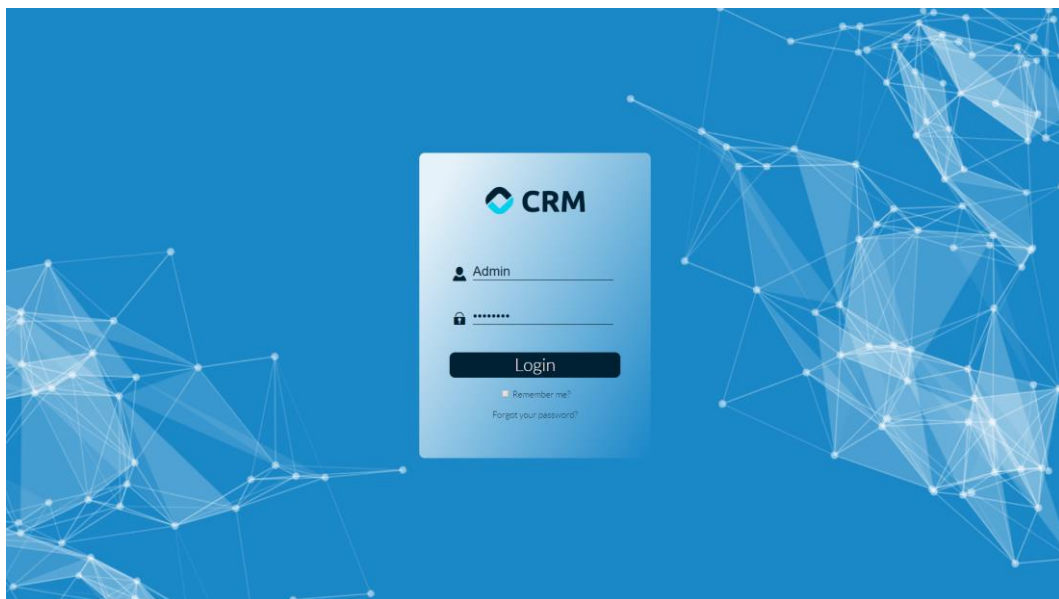 CRM
Admin
••••••••
Login
Remember me?
Forgot your password?